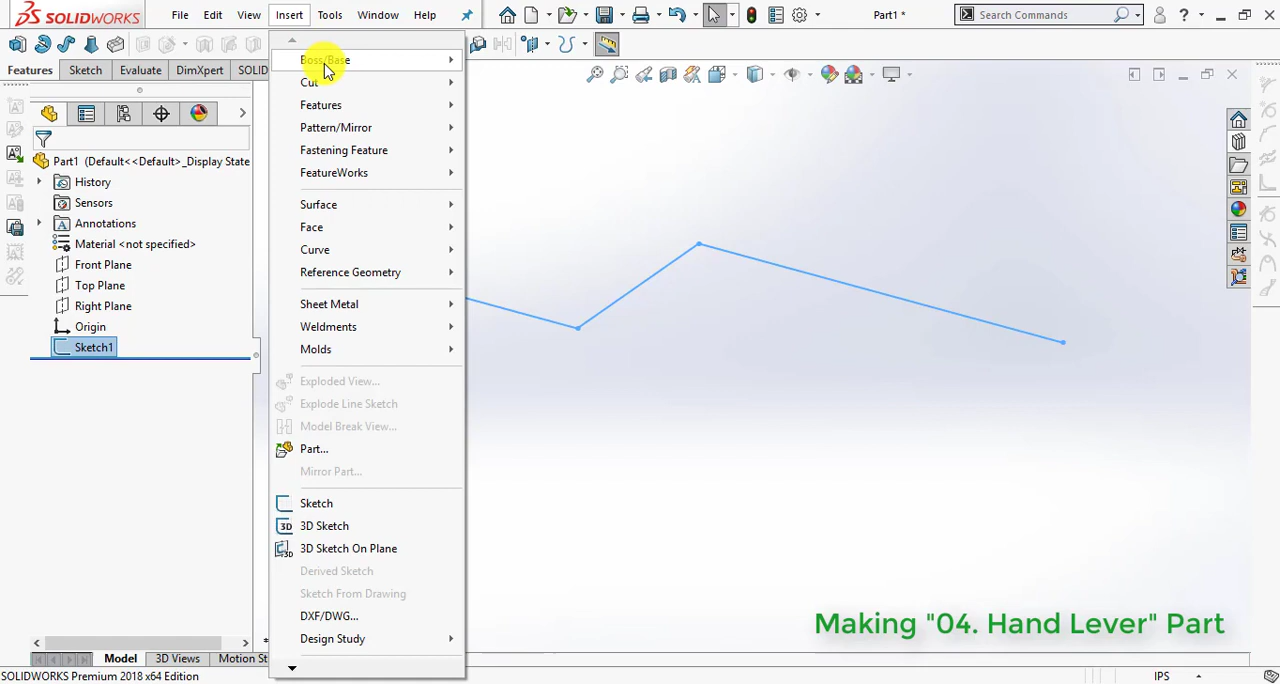 SOLIDWORKS
File Edit View Insert Tools Window Help
Part1 *
Search Commands
?
Features Sketch Evaluate DimXpert SOLID
Part1 (Default<<Default>_Display State
History
Sensors
Annotations
Material <not specified>
Front Plane
Top Plane
Right Plane
Origin
Sketch1
Boss/Base
Cut
Features
Pattern/Mirror
Fastening Feature
FeatureWorks
Surface
Face
Curve
Reference Geometry
Sheet Metal
Weldments
Molds
Exploded View...
Explode Line Sketch
Model Break View...
Part...
Mirror Part...
Sketch
3D 3D Sketch
3D Sketch On Plane
Derived Sketch
Sketch From Drawing
DXF/DWG...
Design Study
Making "04. Hand Lever" Part
Model 3D Views Motion St
SOLIDWORKS Premium 2018 x64 Edition
IPS